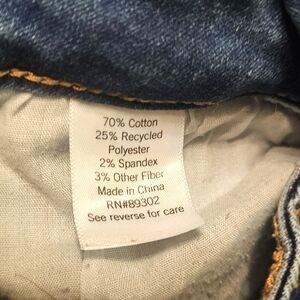 70% Cotton
25% Recycled
Polyester
2% Spandex
3% Other Fiber
Made in China
RN#89302
See reverse for care